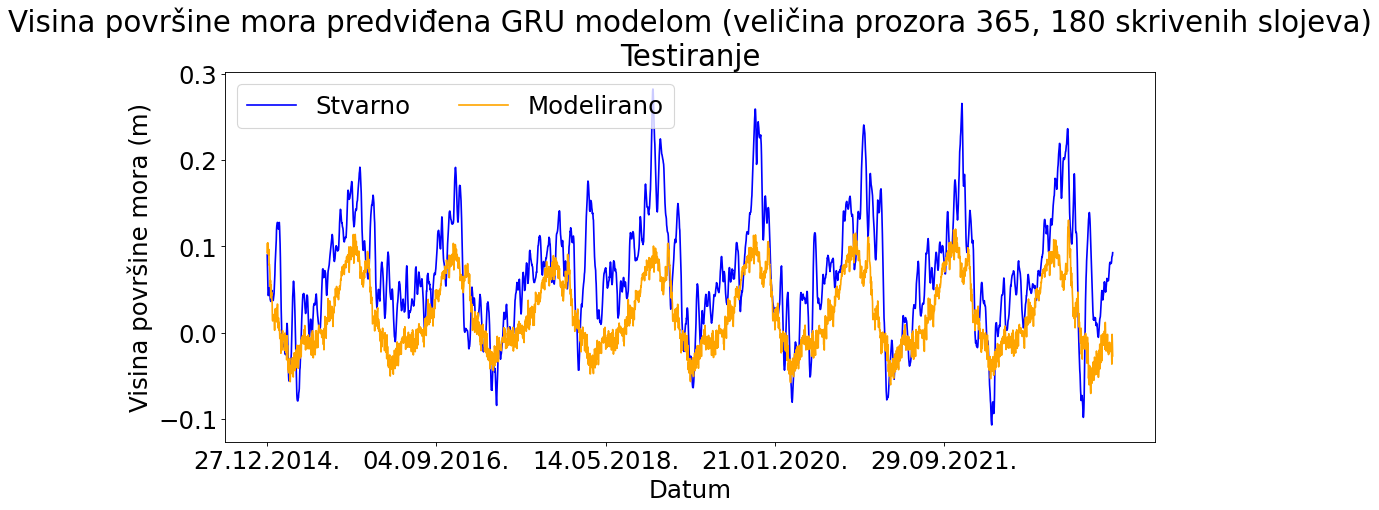 Visina površine mora predviđena GRU modelom (veličina prozora 365, 180 skrivenih slojeva)
Testiranje
Stvarno Modelirano
Visina površine mora (m)
0.3
0.2
0.1
0.0
−0.1
27.12.2014. 04.09.2016. 14.05.2018. 21.01.2020. 29.09.2021.
Datum